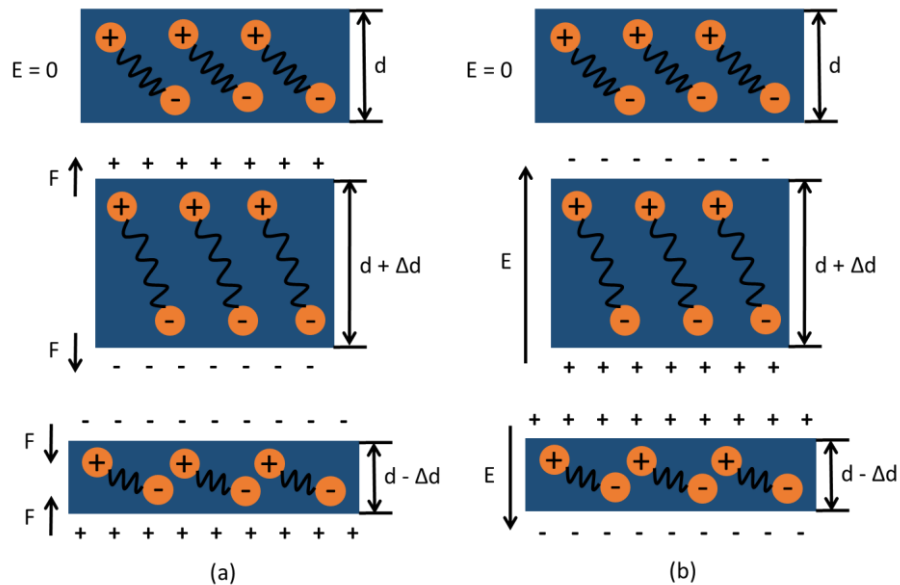 + + +
E = 0
d
- - -
+ + + + + + +
F
+ + +
d + Δd
- - -
F
- - - - - - - -
- - - - - - - -
F
+ + +
d - Δd
- - -
F
+ + + + + + + + +
(a)
+ + +
E = 0
d
- - -
- - - - - - -
+ + +
E
d + Δd
- - -
+ + + + + + +
+ + + + + + + + +
+ + +
E
d - Δd
- - -
- - - - - - - -
(b)